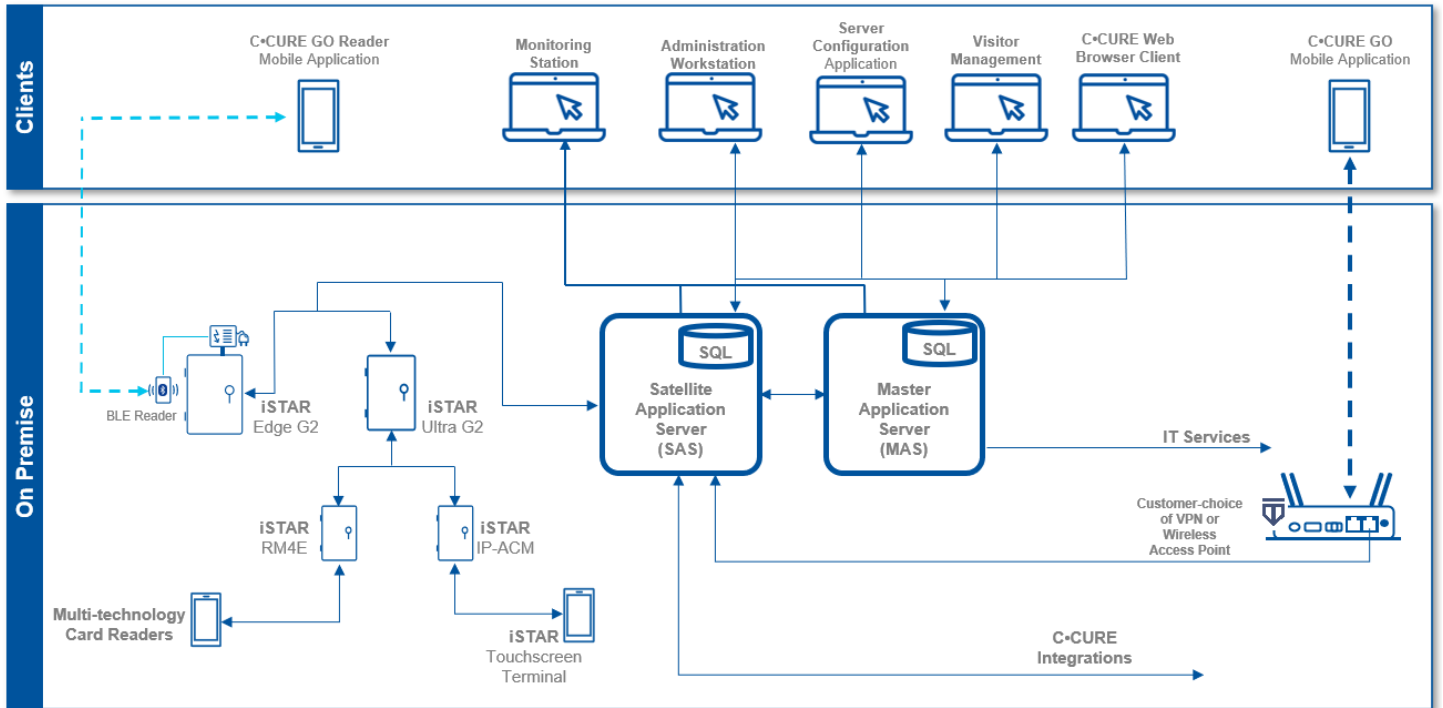 Clients
C•CURE GO Reader
Mobile Application
Monitoring
Station
Administration
Workstation
Server
Configuration
Application
Visitor
Management
C•CURE Web
Browser Client
C•CURE GO
Mobile Application
On Premise
BLE Reader
iSTAR
Edge G2
iSTAR
Ultra G2
SQL
Satellite
Application
Server
(SAS)
SQL
Master
Application
Server
(MAS)
IT Services
Customer-choice
of VPN or
Wireless
Access Point
iSTAR
RM4E
iSTAR
IP-ACM
Multi-technology
Card Readers
iSTAR
Touchscreen
Terminal
C•CURE
Integrations